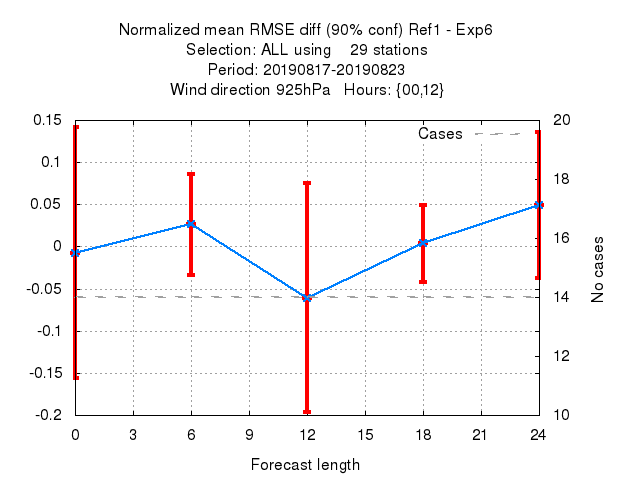 Normalized mean RMSE diff (90% conf) Ref1 - Exp6
Selection: ALL using    29 stations
Period: 20190817-20190823
Wind direction 925hPa   Hours: {00,12}
Cases
0.15
0.1
0.05
0
-0.05
-0.1
-0.15
-0.2
20
18
16
14
12
10
No cases
0 3 6 9 12 15 18 21 24
Forecast length